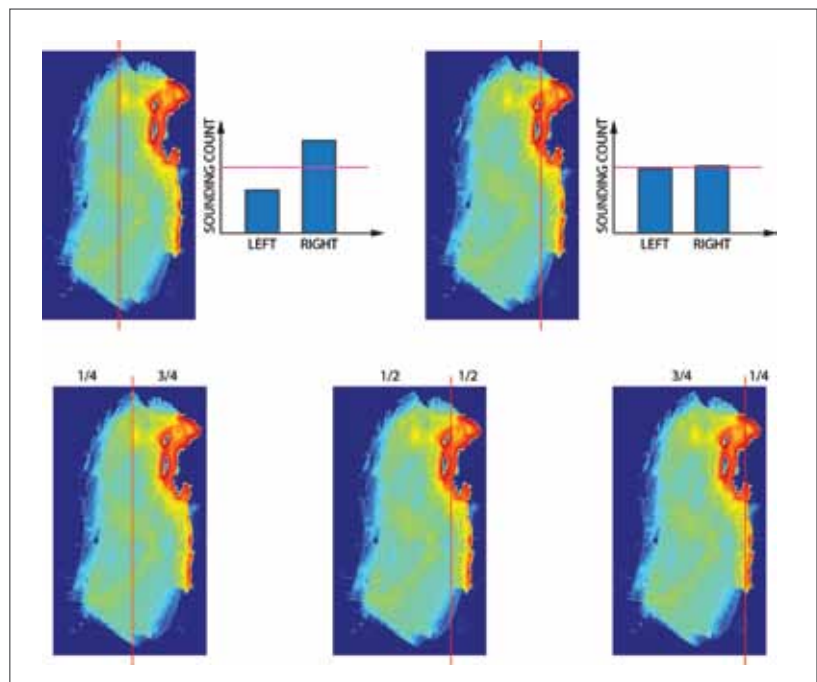 SOUNDING COUNT
LEFT RIGHT
SOUNDING COUNT
LEFT RIGHT
1/4 3/4
1/2 1/2
3/4 1/4